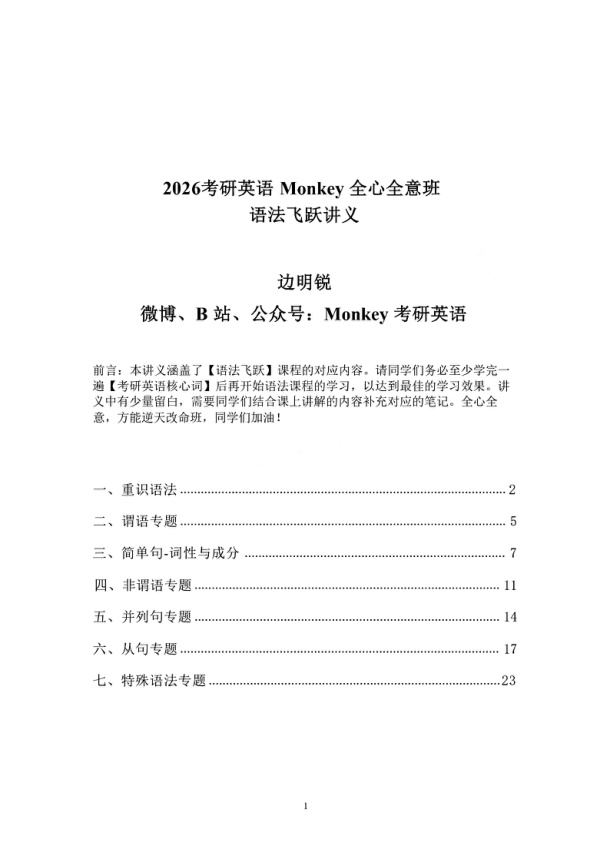 2026考研英语 Monkey 全心全意班
语法飞跃讲义
边明锐
微博、B 站、公众号：Monkey 考研英语
前言：本讲义涵盖了【语法飞跃】课程的对应内容。请同学们务必至少学完一
遍【考研英语核心词】后再开始语法课程的学习，以达到最佳的学习效果。讲
义中有少量留白，需要同学们结合课上讲解的内容补充对应的笔记。全心全
意，方能逆天改命班，同学们加油！
一、重识语法 2
二、谓语专题 5
三、简单句-词性与成分 7
四、非谓语专题 11
五、并列句专题 14
六、从句专题 17
七、特殊语法专题 23
1